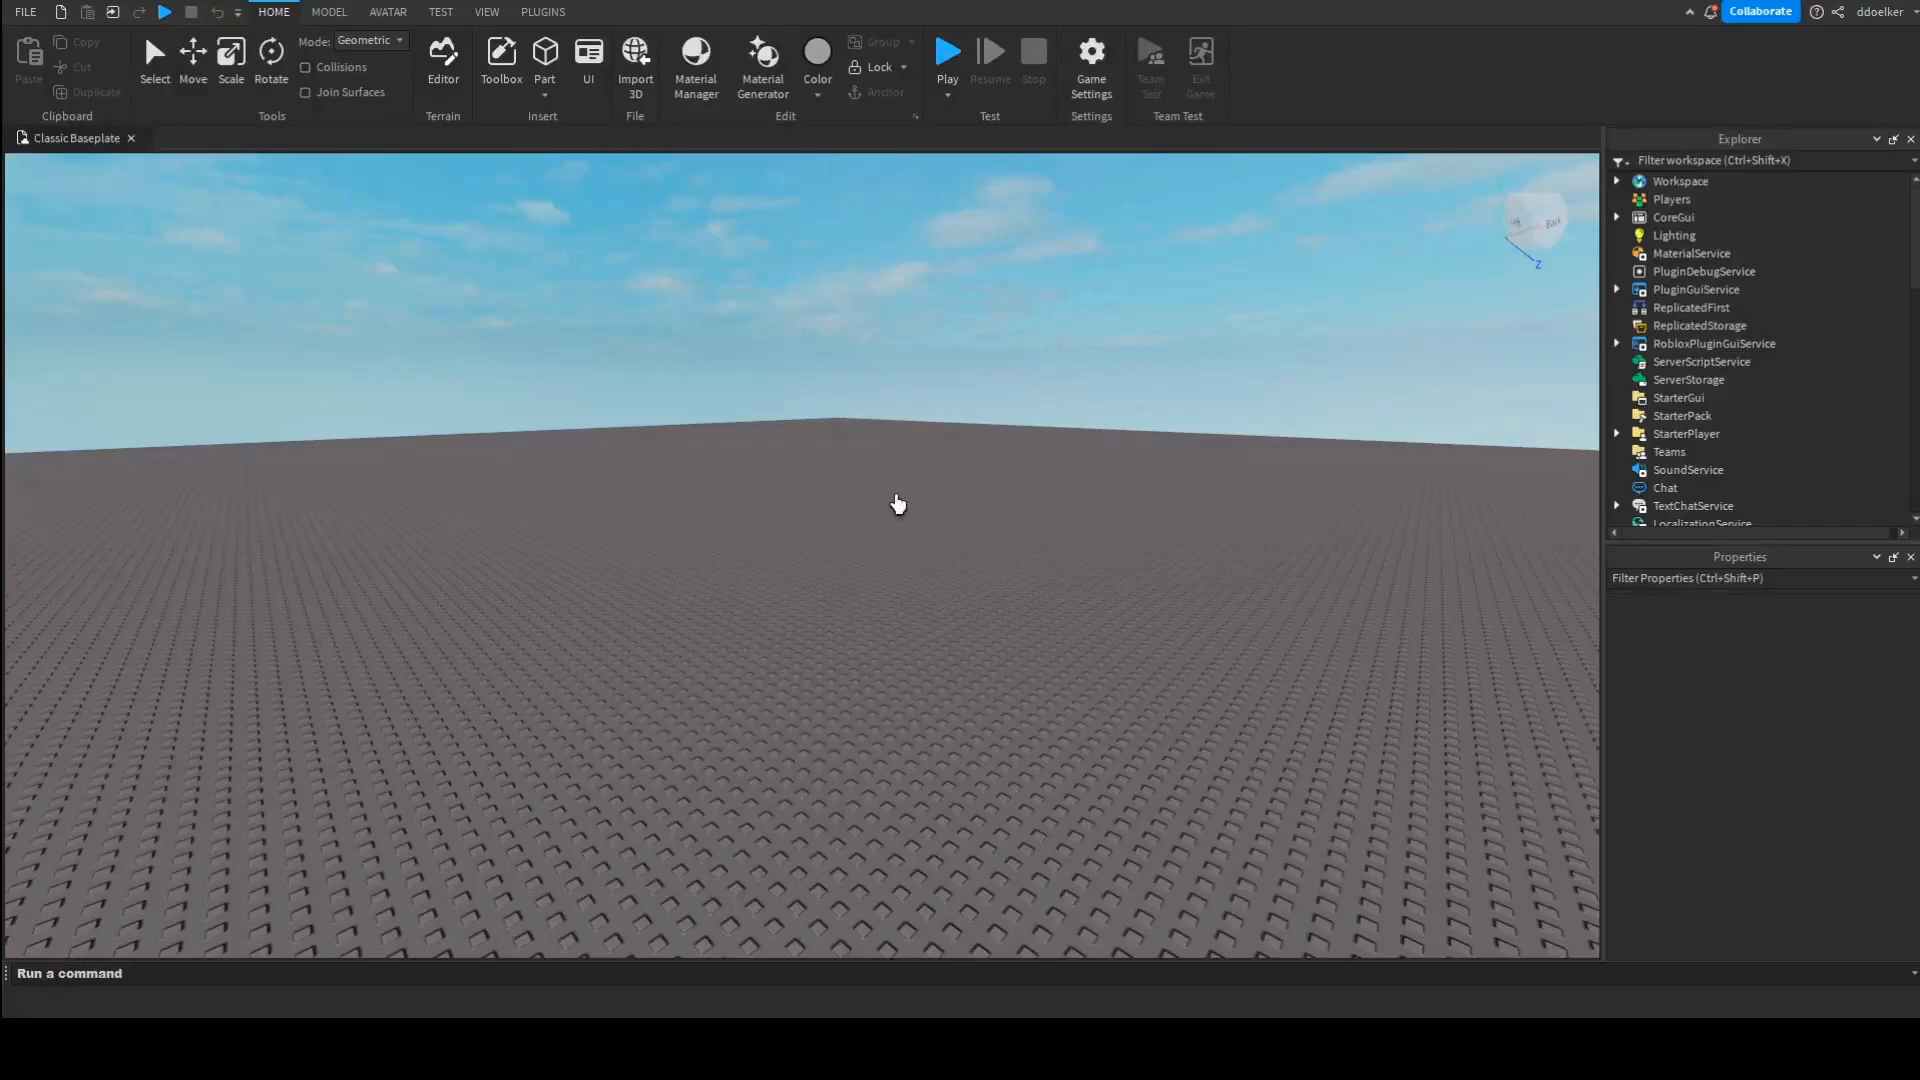 FILE HOME MODEL AVATAR TEST VIEW PLUGINS Collaborate ddoelker
Paste Copy Cut Duplicate Clipboard
Select Move Scale Rotate Mode: Geometric Collisions Join Surfaces Tools
Editor Terrain
Toolbox Part UI Insert
Import 3D File
Material Manager Material Generator Color Group Lock Anchor Edit
Play Resume Stop Test
Game Settings Settings
Team Test Exit Game Team Test
Classic Baseplate
Back
Z
Explorer
Filter workspace (Ctrl+Shift+X)
Workspace
Players
CoreGui
Lighting
MaterialService
PluginDebugService
PluginGuiService
ReplicatedFirst
ReplicatedStorage
RobloxPluginGuiService
ServerScriptService
ServerStorage
StarterGui
StarterPack
StarterPlayer
Teams
SoundService
Chat
TextChatService
LocalizationService
Properties
Filter Properties (Ctrl+Shift+P)
Run a command